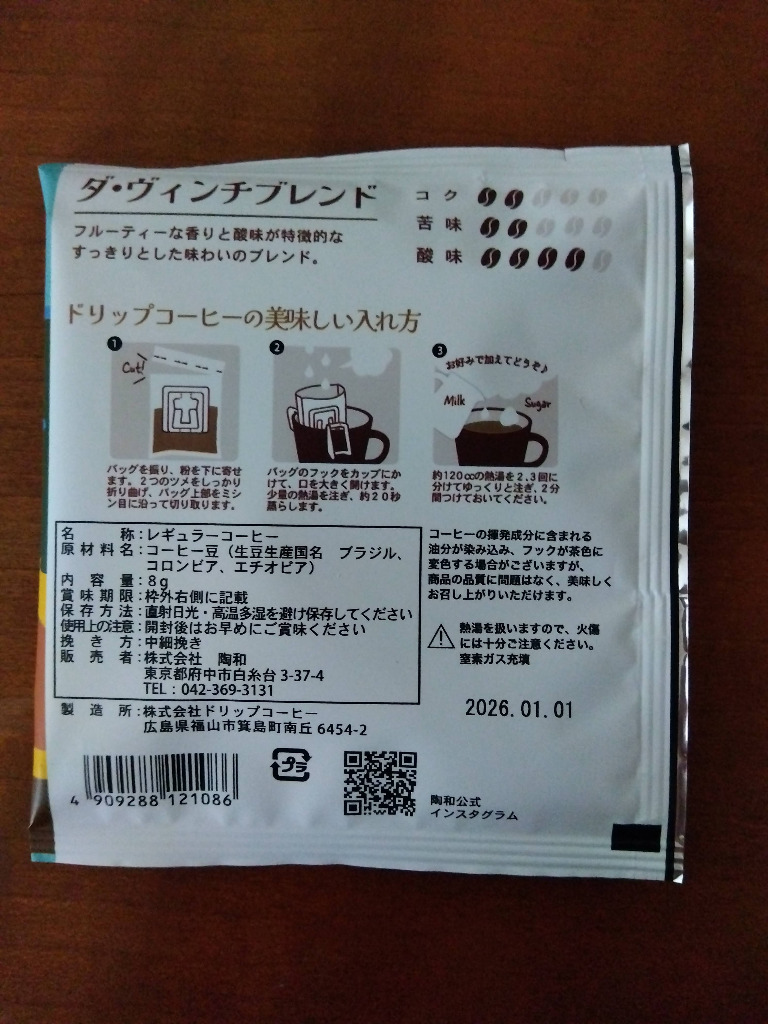 ダ・ヴィンチブレンド
フルーティーな香りと酸味が特徴的な
すっきりとした味わいのブレンド。
コク
苦味
酸味
ドリップコーヒーの美味しい入れ方
1
Cut!
バッグを振り、粉を下に寄せ
ます。2つのツメをしっかり
折り曲げ、バッグ上部をミシ
ン目に沿って切り取ります。
2
バッグのフックをカップにか
けて、口を大きく開けます。
少量の熱湯を注ぎ、約20秒
蒸らします。
3
お好みで加えてどうぞ♪
Milk
Sugar
約120ccの熱湯を2.3回に
分けてゆっくりと注ぎ、2分
間つけておいてください。
名称:レギュラーコーヒー
原材料名:コーヒー豆(生豆生産国名 ブラジル、
コロンビア、エチオピア)
内容量:8g
賞味期限:枠外右側に記載
保存方法:直射日光・高温多湿を避け保存してください
使用上の注意:開封後はお早めにご賞味ください
挽き方:中細挽き
販売者:株式会社 陶和
東京都府中市白糸台3-37-4
TEL:042-369-3131
製造所:株式会社ドリップコーヒー
広島県福山市箕島町南丘6454-2
コーヒーの揮発成分に含まれる
油分が染み込み、フックが茶色に
変色する場合がございますが、
商品の品質に問題はなく、美味しく
お召し上がりいただけます。
熱湯を扱いますので、火傷
には十分ご注意ください。
窒素ガス充填
2026.01.01
4 909288 121086
プラ
陶和公式
インスタグラム